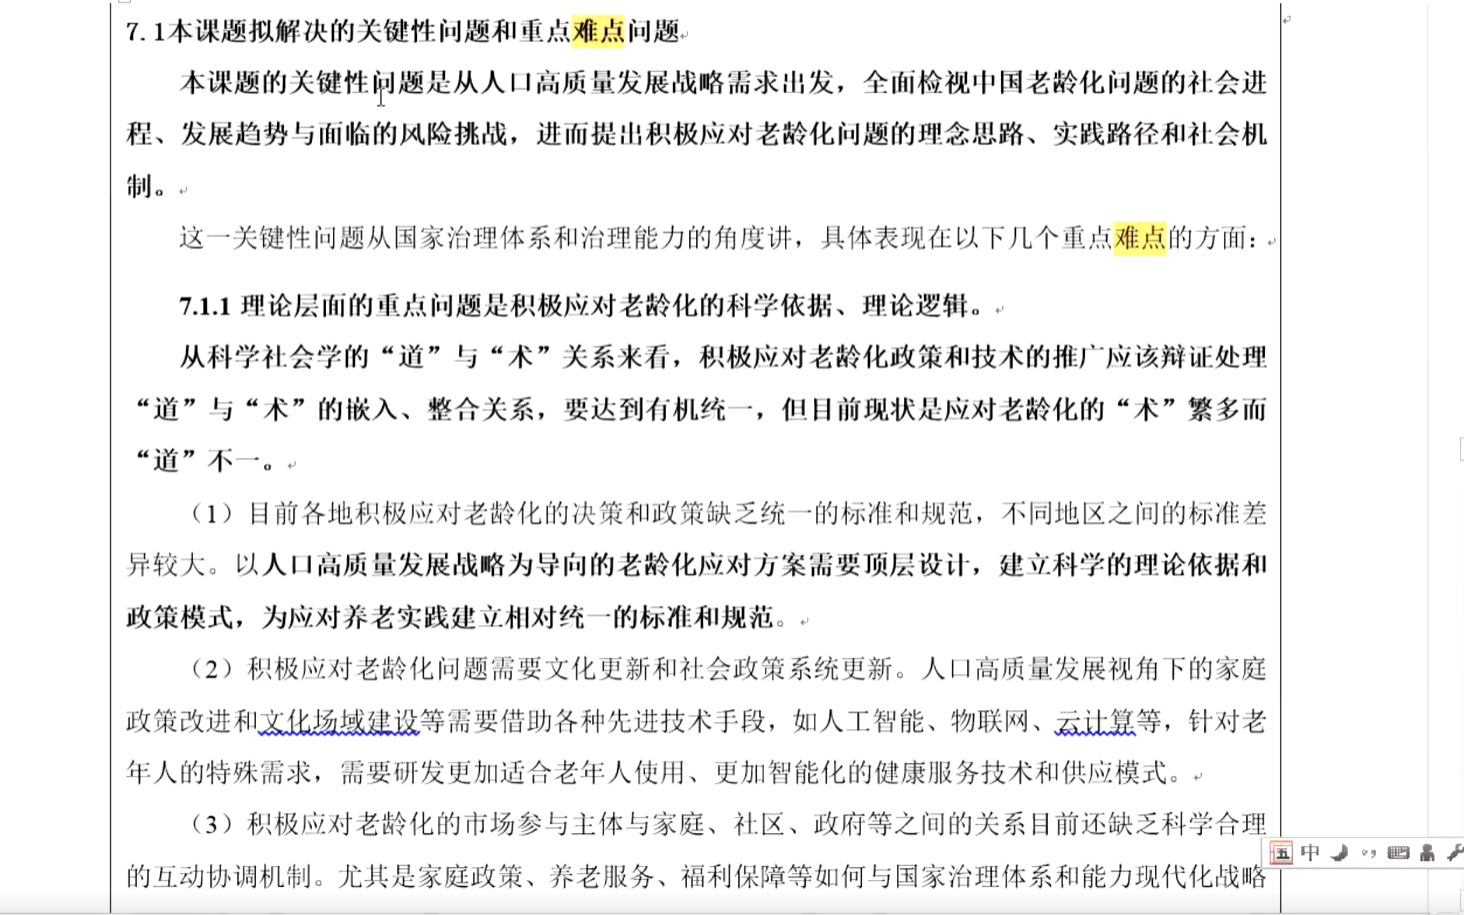 7.1本课题拟解决的关键性问题和重点难点问题
本课题的关键性问题是从人口高质量发展战略需求出发，全面检视中国老龄化问题的社会进
程、发展趋势与面临的风险挑战，进而提出积极应对老龄化问题的理念思路、实践路径和社会机
制。
这一关键性问题从国家治理体系和治理能力的角度讲，具体表现在以下几个重点难点的方面：
7.1.1 理论层面的重点问题是积极应对老龄化的科学依据、理论逻辑。
从科学社会学的“道”与“术”关系来看，积极应对老龄化政策和技术的推广应该辩证处理
“道”与“术”的嵌入、整合关系，要达到有机统一，但目前现状是应对老龄化的“术”繁多而
“道”不一。
（1）目前各地积极应对老龄化的决策和政策缺乏统一的标准和规范，不同地区之间的标准差
异较大。以人口高质量发展战略为导向的老龄化应对方案需要顶层设计，建立科学的理论依据和
政策模式，为应对养老实践建立相对统一的标准和规范。
（2）积极应对老龄化问题需要文化更新和社会政策系统更新。人口高质量发展视角下的家庭
政策改进和文化场域建设等需要借助各种先进技术手段，如人工智能、物联网、云计算等，针对老
年人的特殊需求，需要研发更加适合老年人使用、更加智能化的健康服务技术和供应模式。
（3）积极应对老龄化的市场参与主体与家庭、社区、政府等之间的关系目前还缺乏科学合理
的互动协调机制。尤其是家庭政策、养老服务、福利保障等如何与国家治理体系和能力现代化战略
五 中